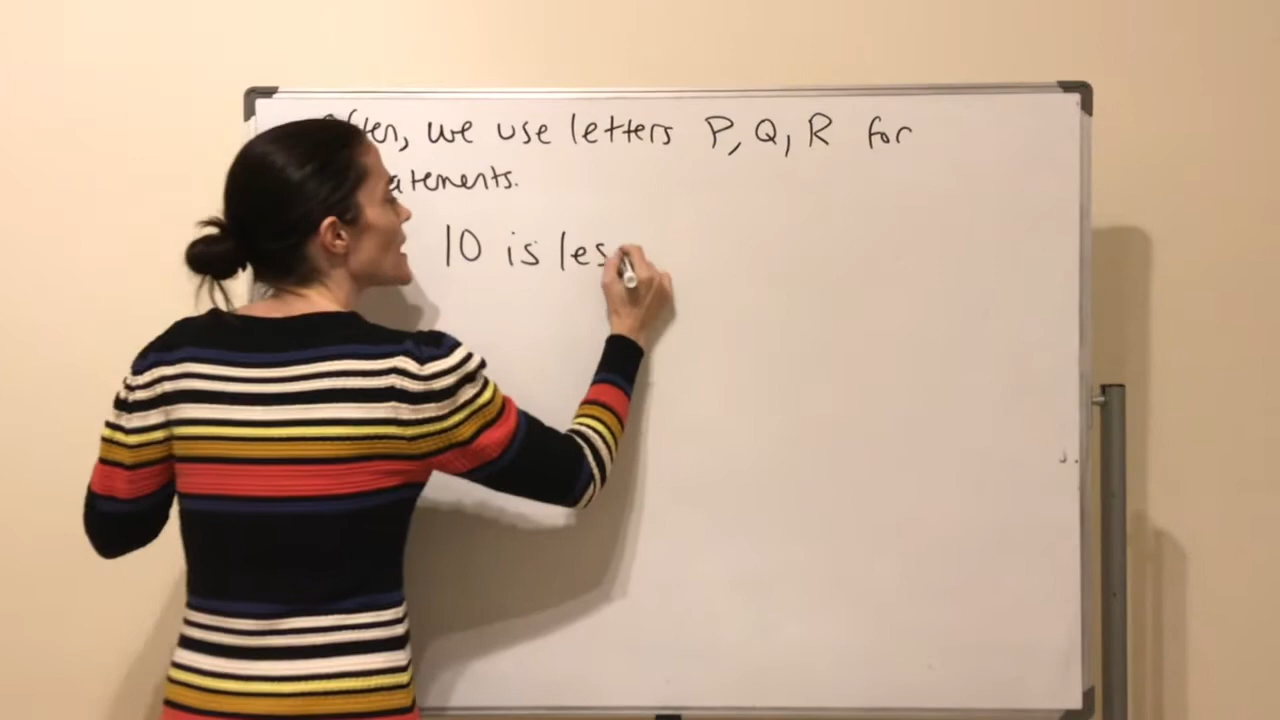 Often, we use letters P, Q, R for
statements.
10 is les